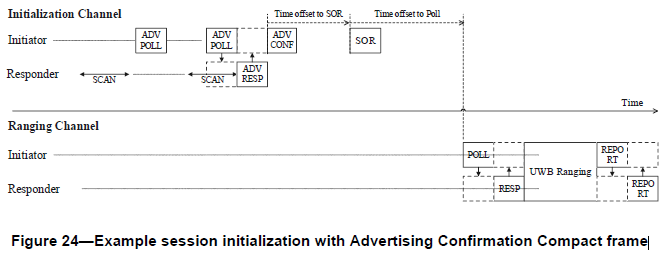 Initialization Channel
Time offset to SOR
Time offset to Poll
Initiator
ADV
POLL
ADV
POLL
ADV
CONF
SOR
Responder
SCAN
SCAN
ADV
RESP
Time
Ranging Channel
Initiator
POLL
UWB Ranging
REPO
RT
Responder
RESP
REPO
RT
Figure 24—Example session initialization with Advertising Confirmation Compact frame